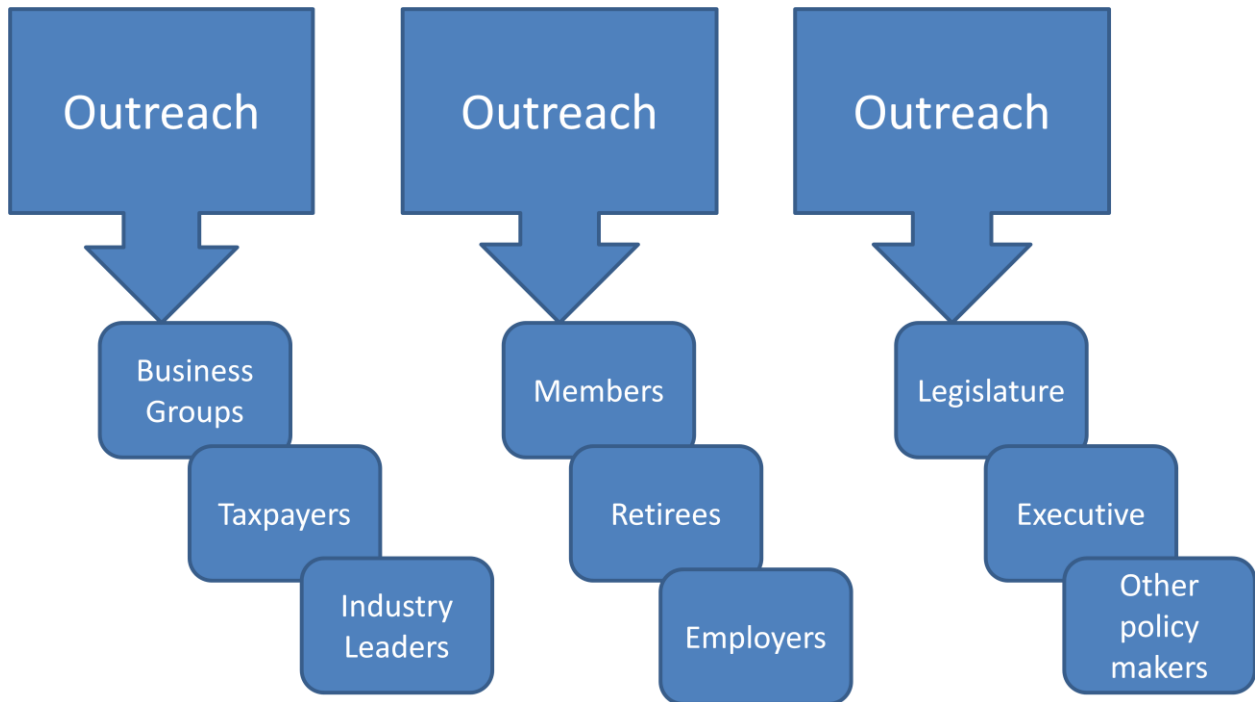 Outreach
Business
Groups
Taxpayers
Industry
Leaders
Outreach
Members
Retirees
Employers
Outreach
Legislature
Executive
Other
policy
makers